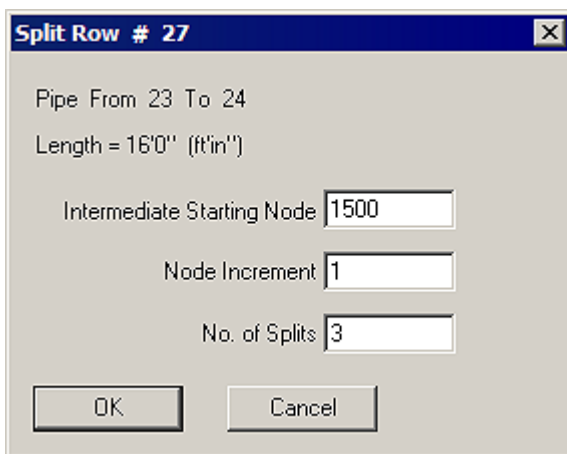 Split Row # 27
Pipe From 23 To 24
Length = 16'0" (ft'in")
Intermediate Starting Node 1500
Node Increment 1
No. of Splits 3
OK Cancel